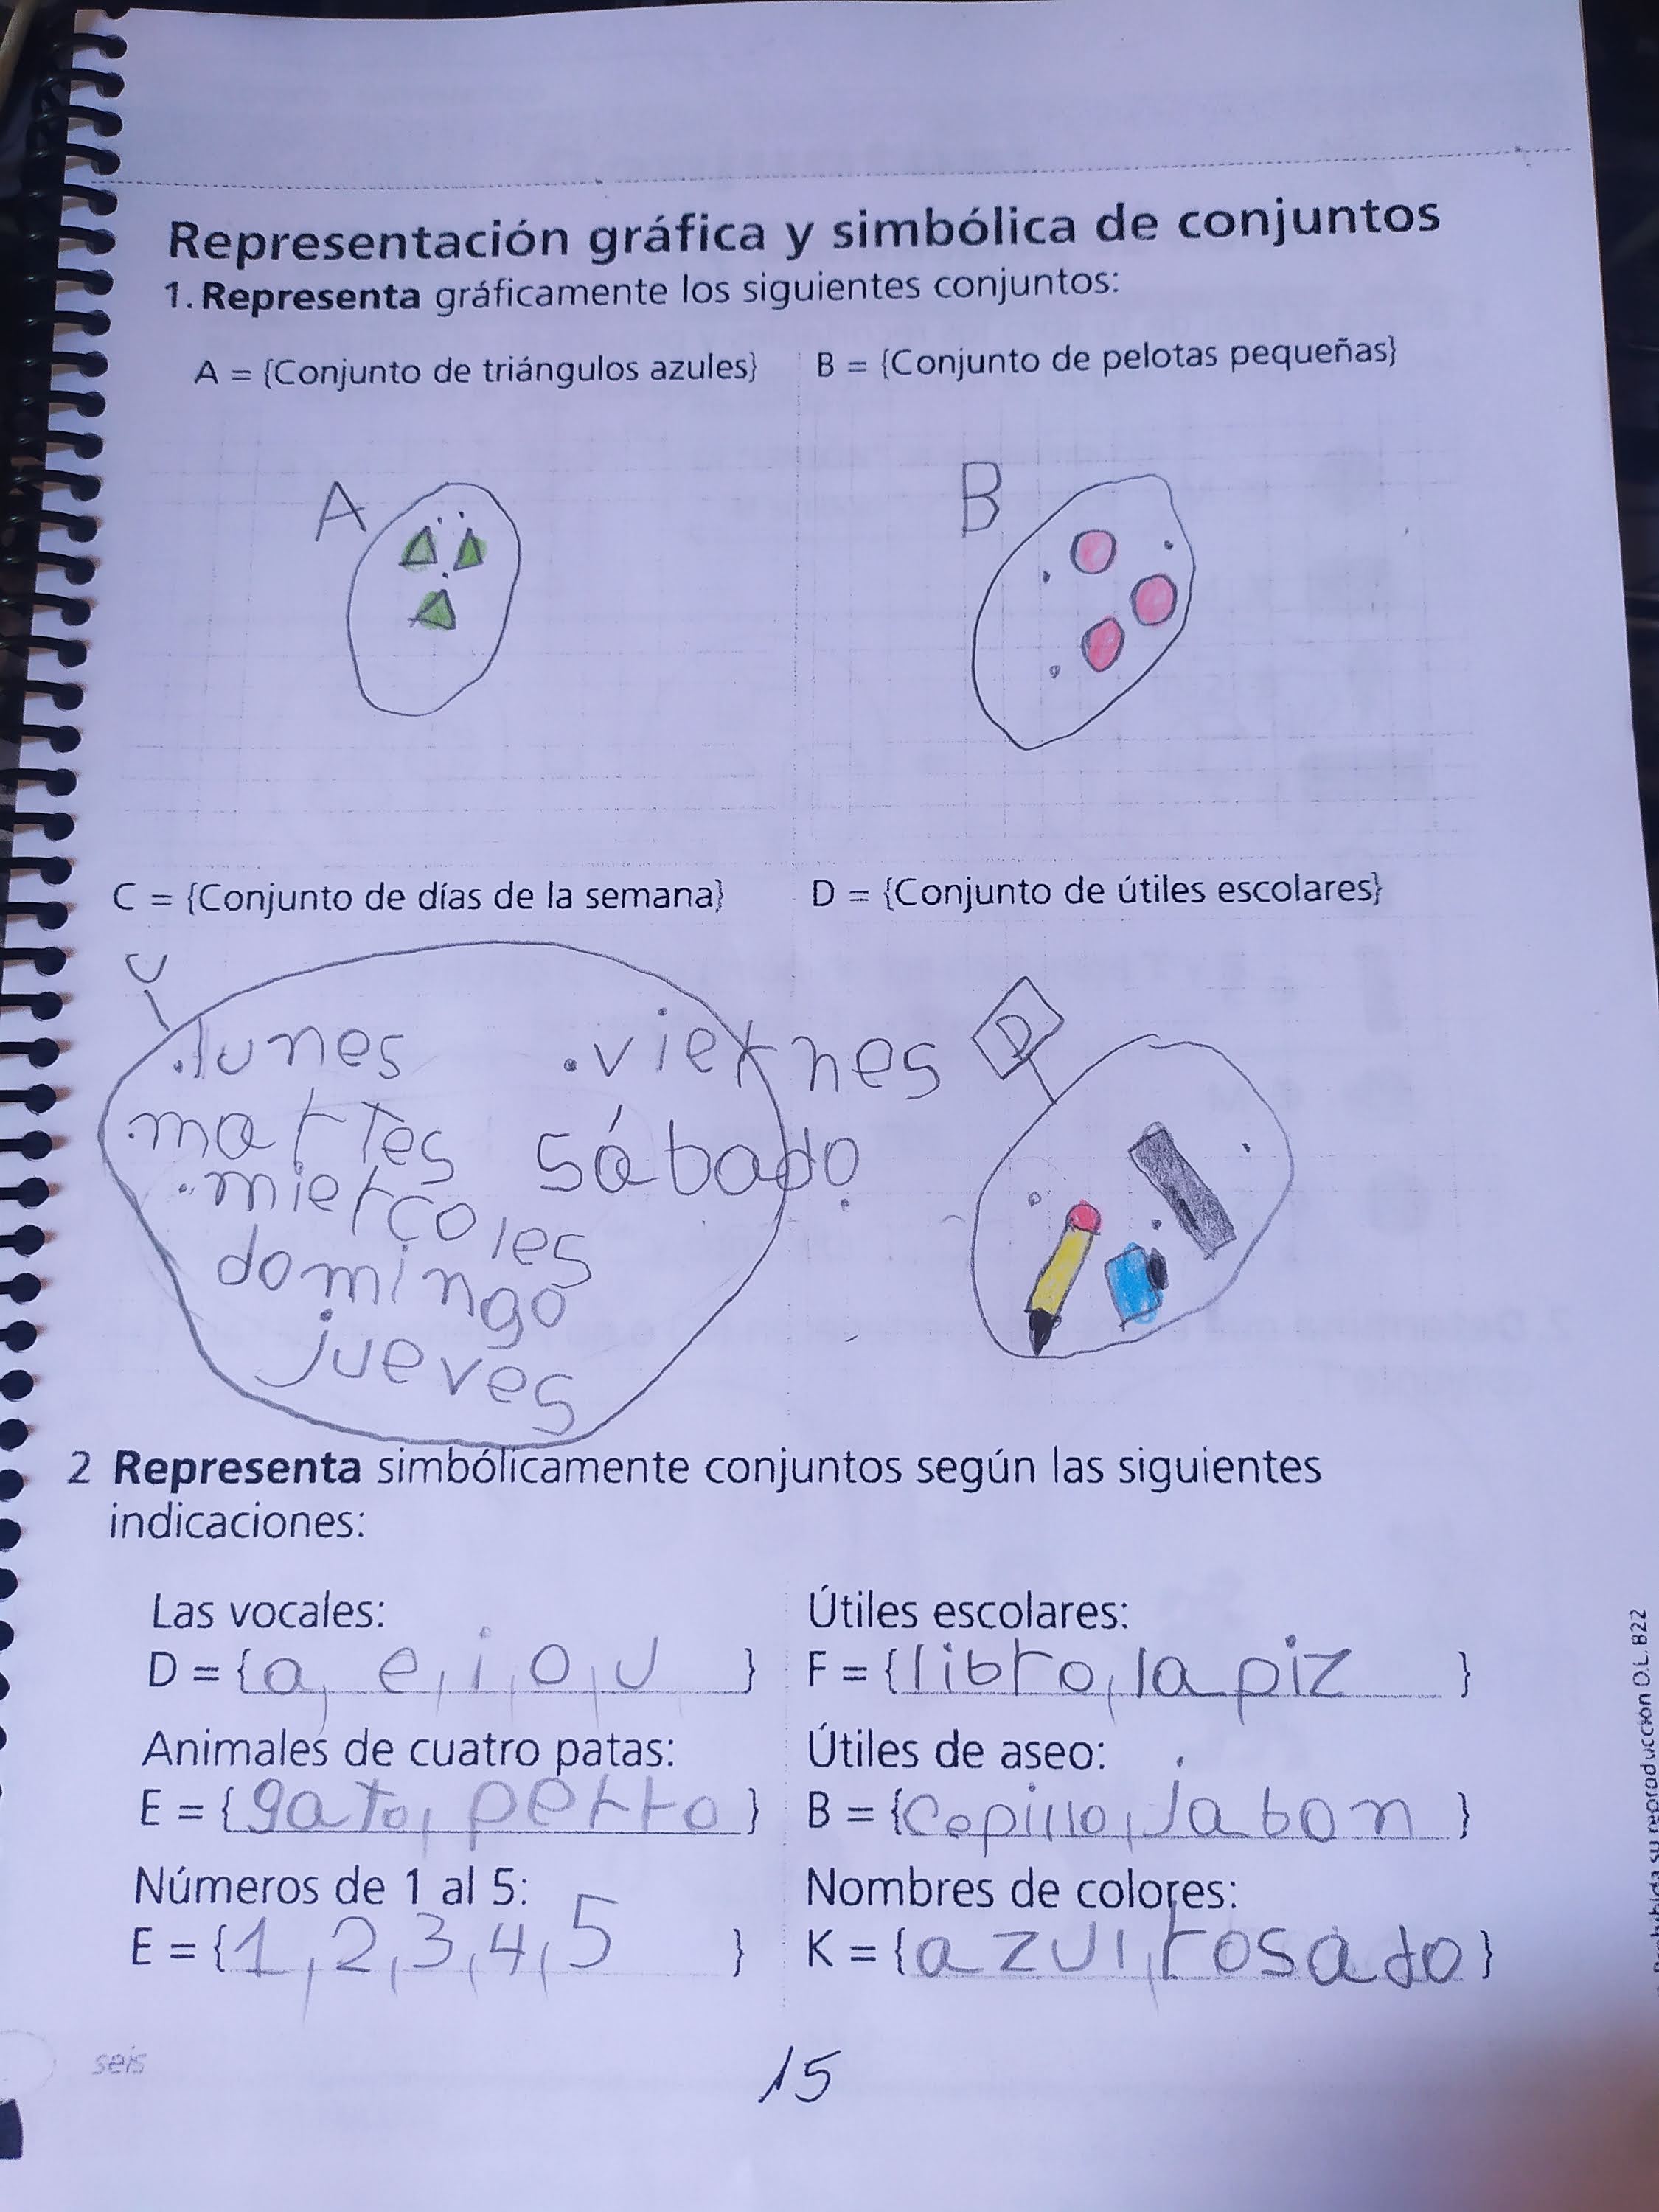 Representación gráfica y simbólica de conjuntos
1. Representa gráficamente los siguientes conjuntos:
A = {Conjunto de triángulos azules} B = {Conjunto de pelotas pequeñas}
A B
C = {Conjunto de días de la semana} D = {Conjunto de útiles escolares}
D
.lunes .viernes
.martes sábado
.miercoles
domingo
jueves
2 Representa simbólicamente conjuntos según las siguientes
indicaciones:
Las vocales: Útiles escolares:
D = {a, e, i, o, u} F = {libro, lapiz}
Animales de cuatro patas: Útiles de aseo:
E = {gato, perro} B = {Cepillo, Jabon}
Números de 1 al 5: Nombres de colores:
E = {1, 2, 3, 4, 5} K = {azul, rosado}
seis
15
su reproducción D.L. 822